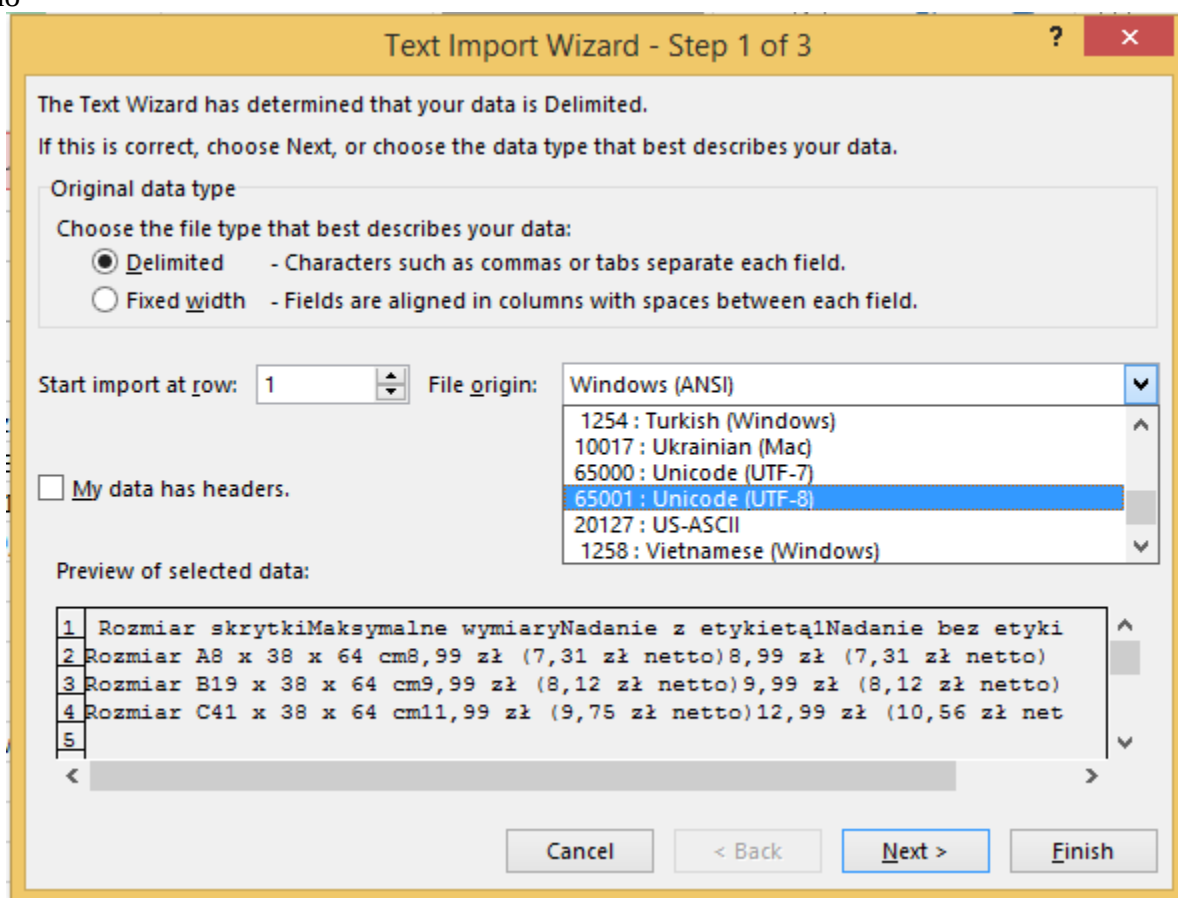 Text Import Wizard - Step 1 of 3
?
The Text Wizard has determined that your data is Delimited.
If this is correct, choose Next, or choose the data type that best describes your data.
Original data type
Choose the file type that best describes your data:
Delimited - Characters such as commas or tabs separate each field.
Fixed width - Fields are aligned in columns with spaces between each field.
Start import at row: 1 File origin: Windows (ANSI)
1254 : Turkish (Windows)
10017 : Ukrainian (Mac)
65000 : Unicode (UTF-7)
65001 : Unicode (UTF-8)
20127 : US-ASCII
1258 : Vietnamese (Windows)
My data has headers.
Preview of selected data:
1 Rozmiar skrytkiMaksymalne wymiaryNadanie z etykietą1Nadanie bez etyki
2 Rozmiar A8 x 38 x 64 cm8,99 zł (7,31 zł netto)8,99 zł (7,31 zł netto)
3 Rozmiar B19 x 38 x 64 cm9,99 zł (8,12 zł netto)9,99 zł (8,12 zł netto)
4 Rozmiar C41 x 38 x 64 cm11,99 zł (9,75 zł netto)12,99 zł (10,56 zł net
5
Cancel < Back Next > Finish